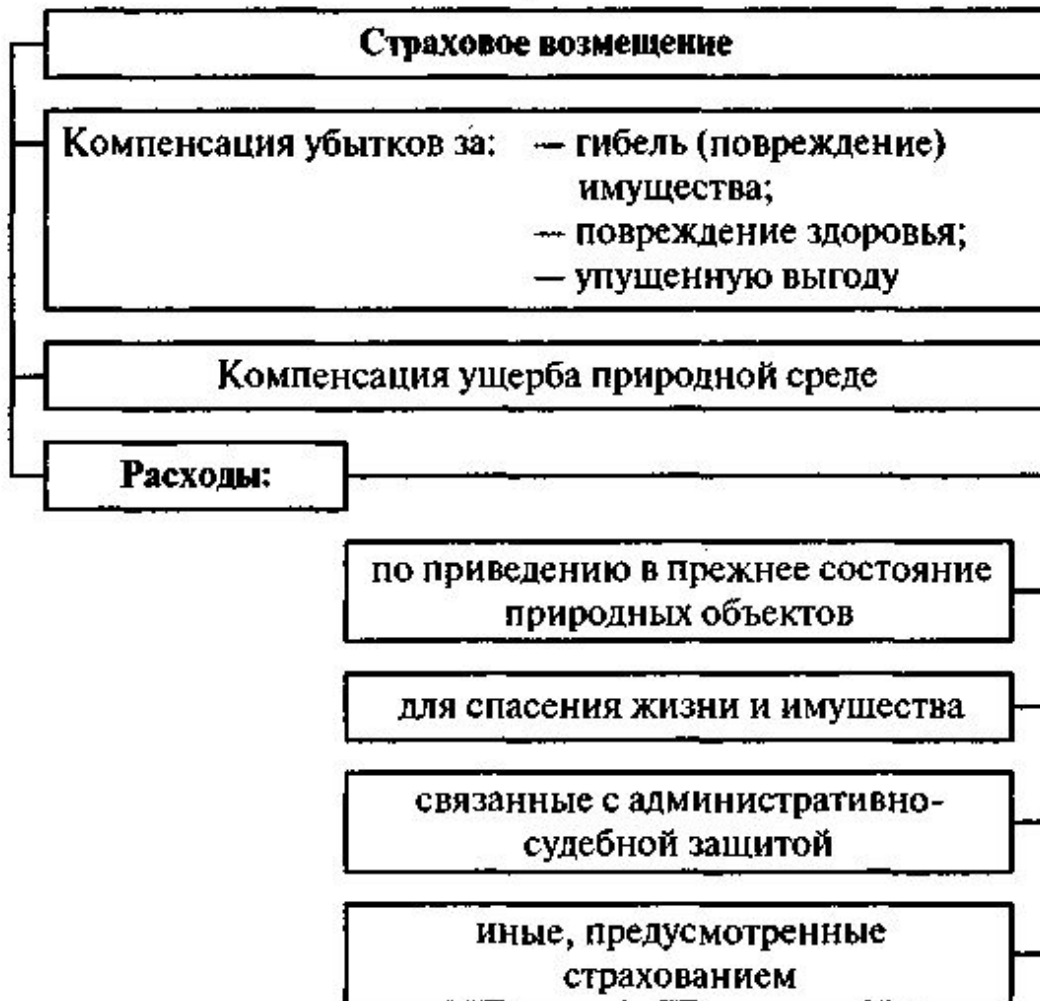 Страховое возмещение
Компенсация убытков за: — гибель (повреждение)
имущества;
— повреждение здоровья;
— упущенную выгоду
Компенсация ущерба природной среде
Расходы:
по приведению в прежнее состояние
природных объектов
для спасения жизни и имущества
связанные с административно-
судебной защитой
иные, предусмотренные
страхованием